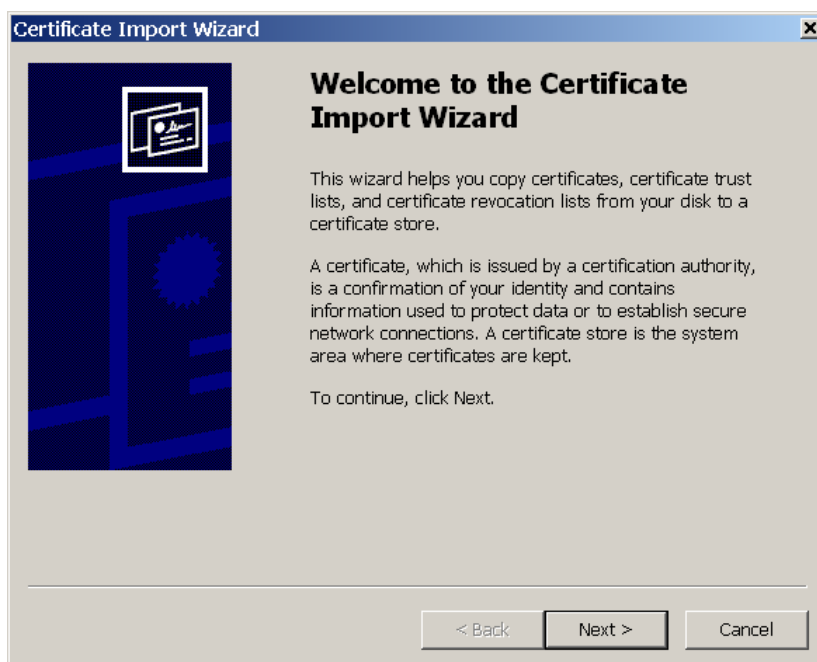 Certificate Import Wizard
Welcome to the Certificate
Import Wizard
This wizard helps you copy certificates, certificate trust
lists, and certificate revocation lists from your disk to a
certificate store.
A certificate, which is issued by a certification authority,
is a confirmation of your identity and contains
information used to protect data or to establish secure
network connections. A certificate store is the system
area where certificates are kept.
To continue, click Next.
< Back
Next >
Cancel